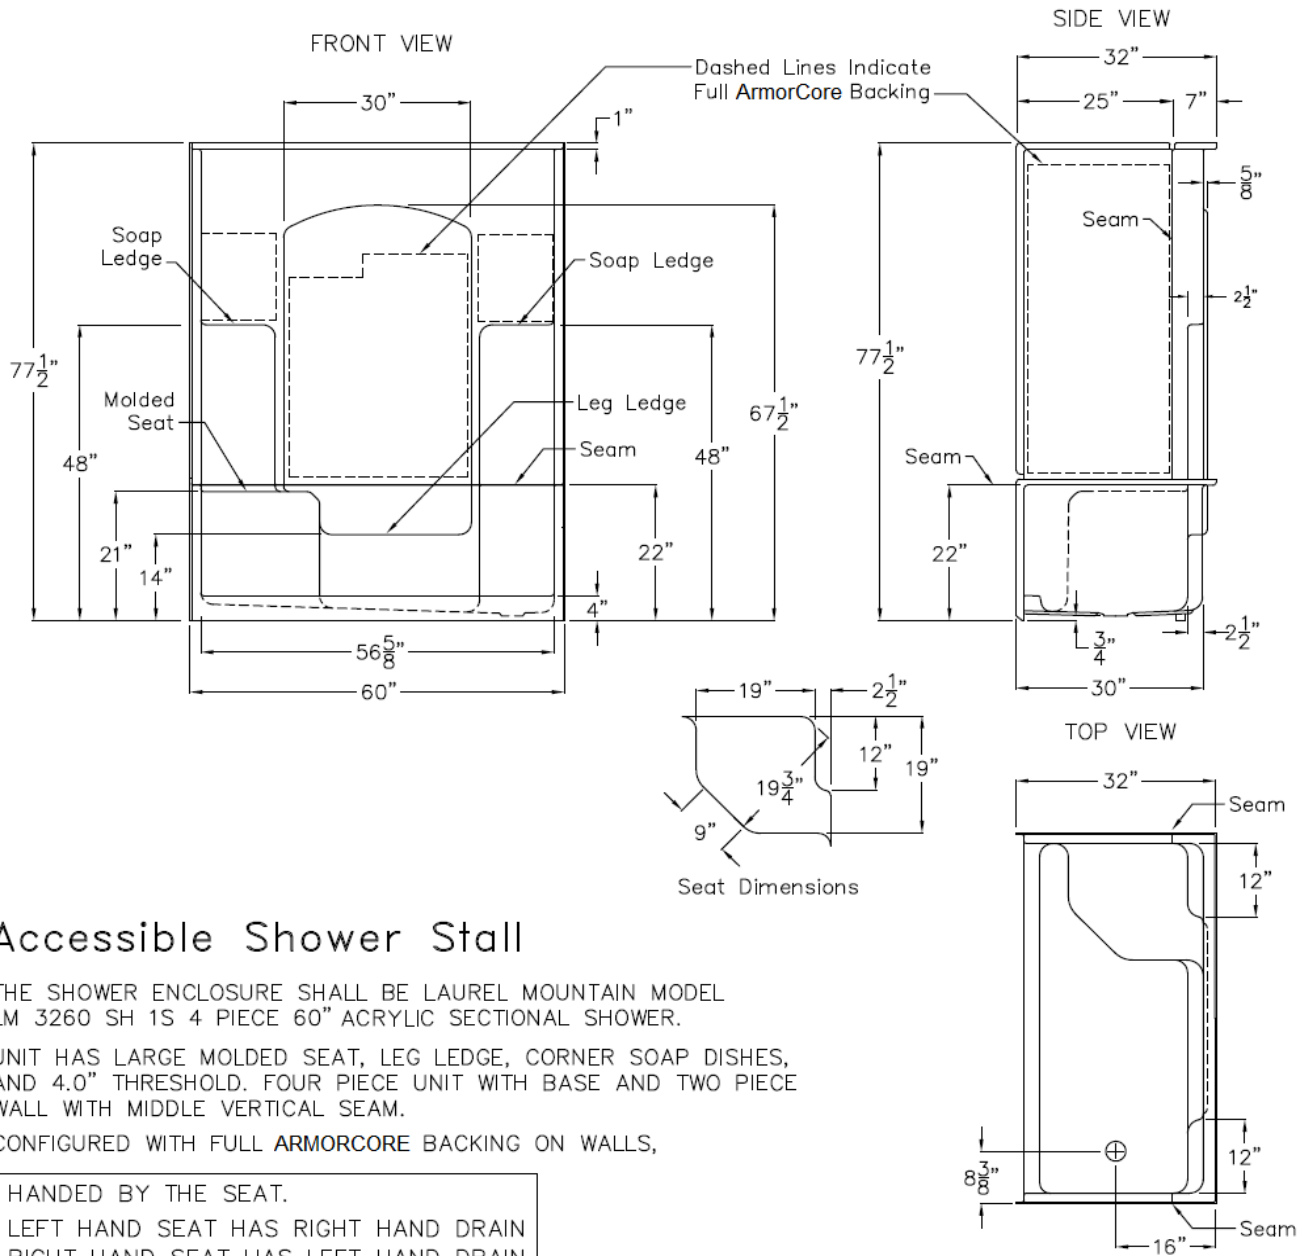 FRONT VIEW
30"
1"
Dashed Lines Indicate
Full ArmorCore Backing
Soap
Ledge
Soap Ledge
77 1/2"
48"
Molded
Seat
Leg Ledge
Seam
67 1/2"
48"
21"
14"
22"
4"
56 5/8"
60"
SIDE VIEW
32"
25"
7"
5/8"
Seam
2 1/2"
77 1/2"
Seam
22"
3/4"
2 1/2"
30"
19"
2 1/2"
12"
19"
19 3/4"
9"
Seat Dimensions
TOP VIEW
32"
Seam
12"
12"
8 3/8"
Seam
16"
Accessible Shower Stall
THE SHOWER ENCLOSURE SHALL BE LAUREL MOUNTAIN MODEL
LM 3260 SH 1S 4 PIECE 60" ACRYLIC SECTIONAL SHOWER.
UNIT HAS LARGE MOLDED SEAT, LEG LEDGE, CORNER SOAP DISHES,
AND 4.0" THRESHOLD. FOUR PIECE UNIT WITH BASE AND TWO PIECE
WALL WITH MIDDLE VERTICAL SEAM.
CONFIGURED WITH FULL ARMORCORE BACKING ON WALLS,
HANDED BY THE SEAT.
LEFT HAND SEAT HAS RIGHT HAND DRAIN
RIGHT HAND SEAT HAS LEFT HAND DRAIN